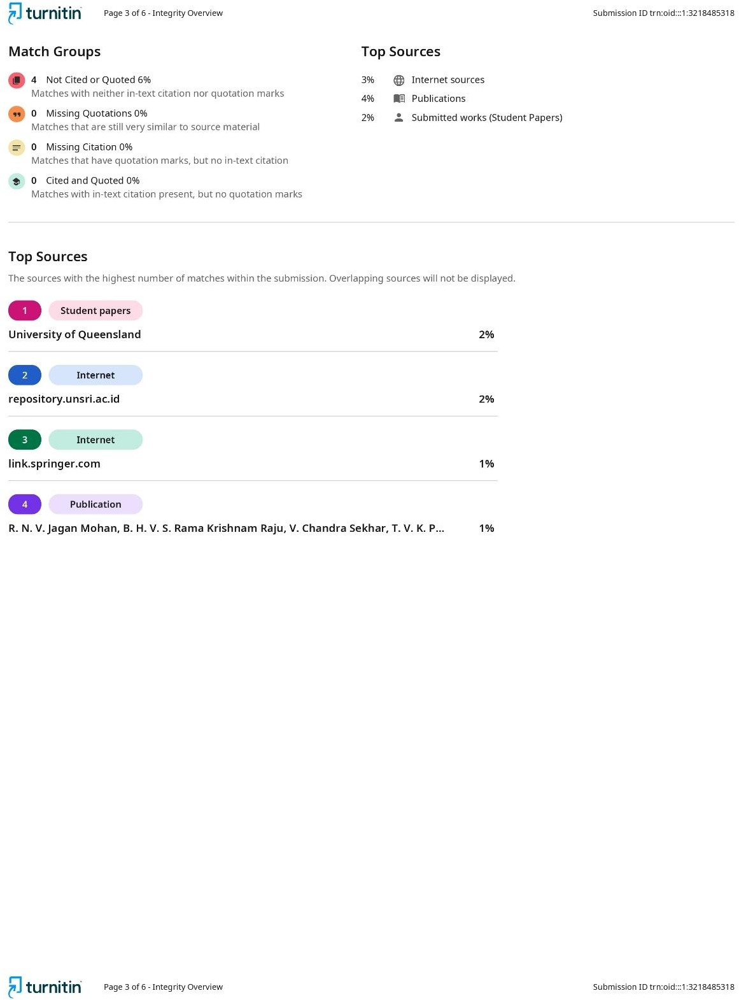 turnitin Page 3 of 6 - Integrity Overview Submission ID trn:oid:::1:3218485318
Match Groups
4 Not Cited or Quoted 6%
Matches with neither in-text citation nor quotation marks
0 Missing Quotations 0%
Matches that are still very similar to source material
0 Missing Citation 0%
Matches that have quotation marks, but no in-text citation
0 Cited and Quoted 0%
Matches with in-text citation present, but no quotation marks
Top Sources
3% Internet sources
4% Publications
2% Submitted works (Student Papers)
Top Sources
The sources with the highest number of matches within the submission. Overlapping sources will not be displayed.
1 Student papers
University of Queensland 2%
2 Internet
repository.unsri.ac.id 2%
3 Internet
link.springer.com 1%
4 Publication
R. N. V. Jagan Mohan, B. H. V. S. Rama Krishnam Raju, V. Chandra Sekhar, T. V. K. P... 1%
turnitin Page 3 of 6 - Integrity Overview Submission ID trn:oid:::1:3218485318